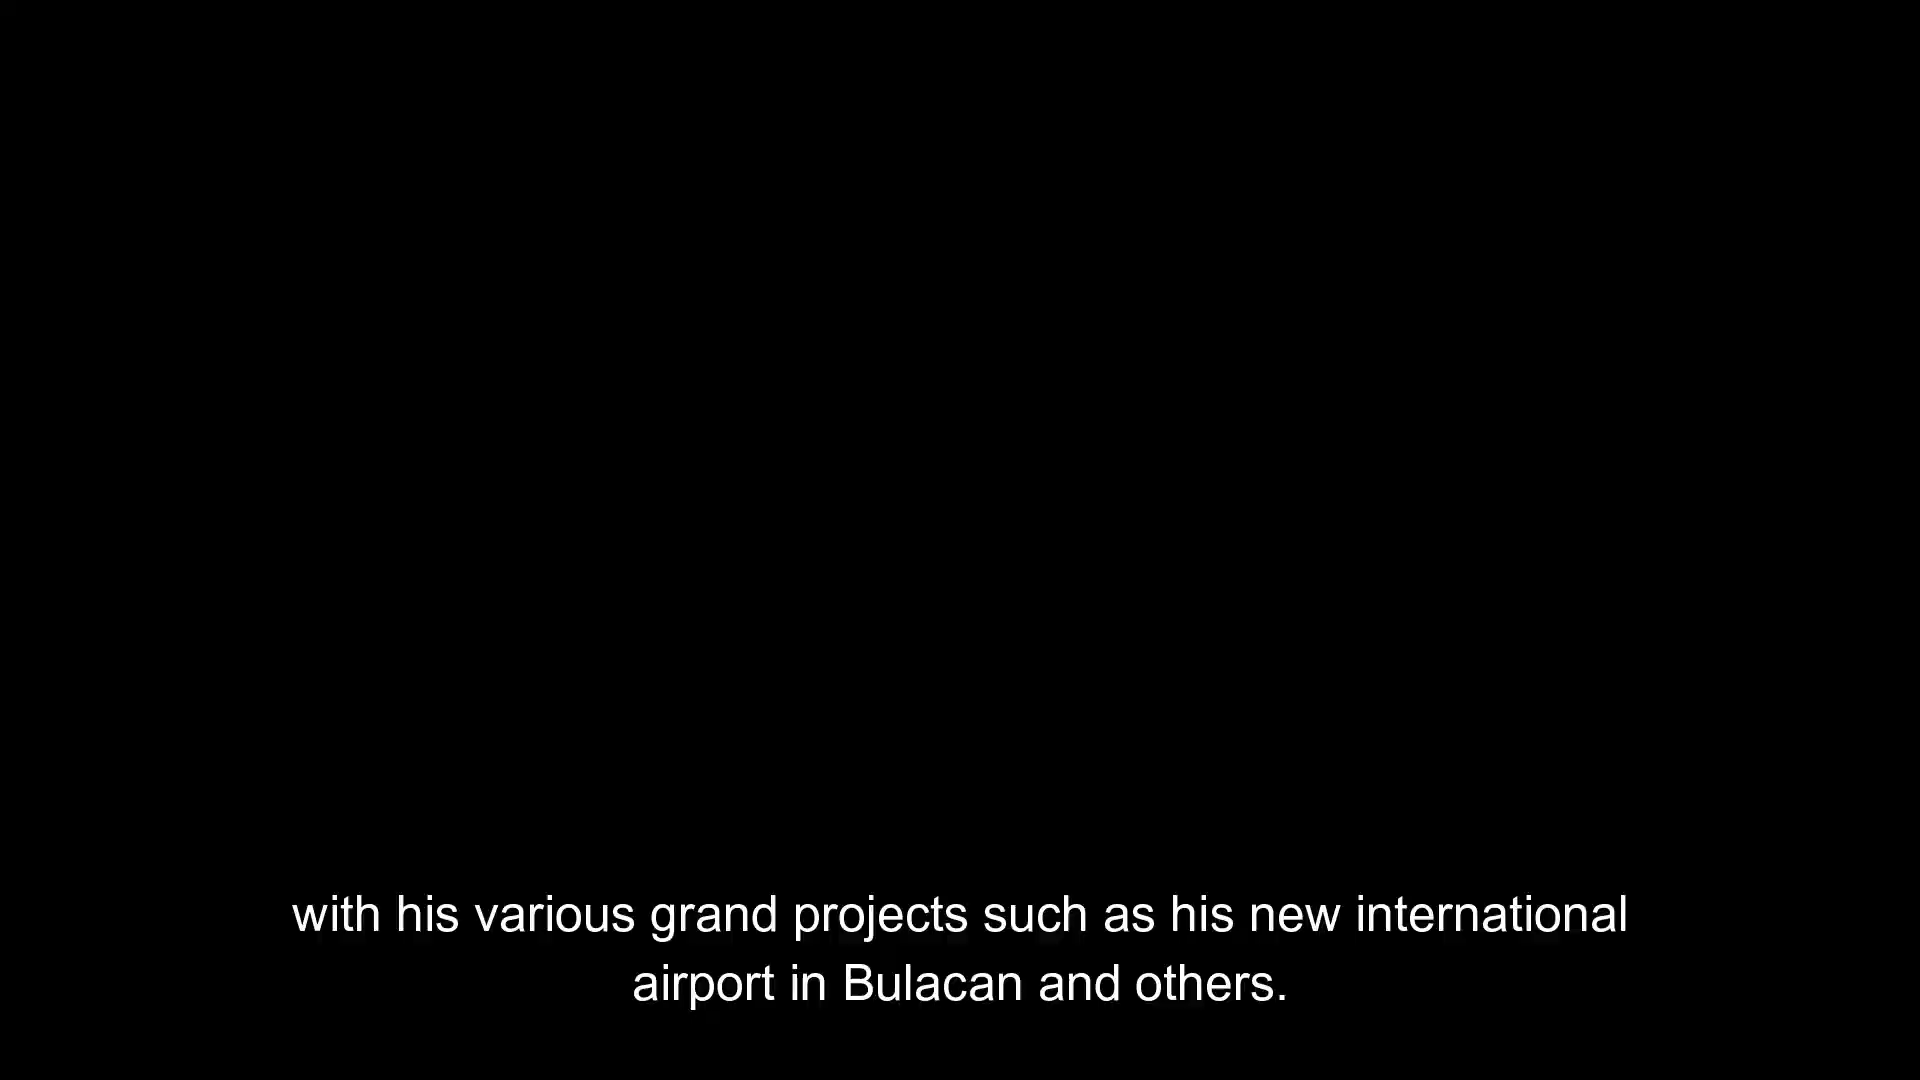 with his various grand projects such as his new international
airport in Bulacan and others.